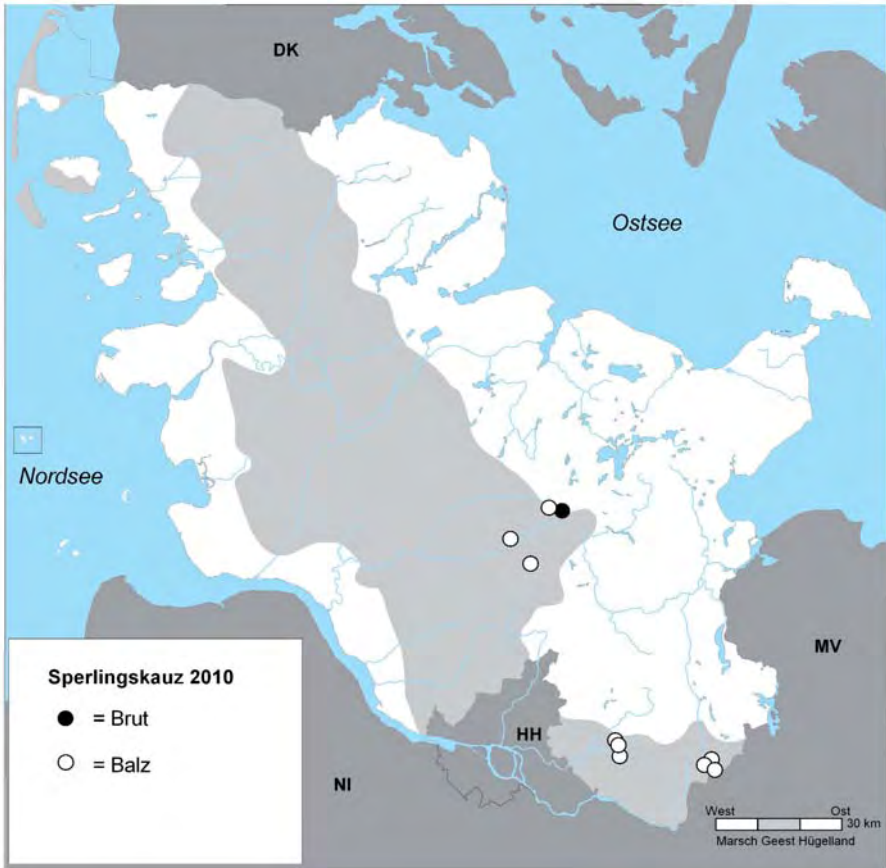 DK
Ostsee
Nordsee
MV
HH
NI
Sperlingskauz 2010
= Brut
= Balz
West Ost
30 km
Marsch Geest Hügelland